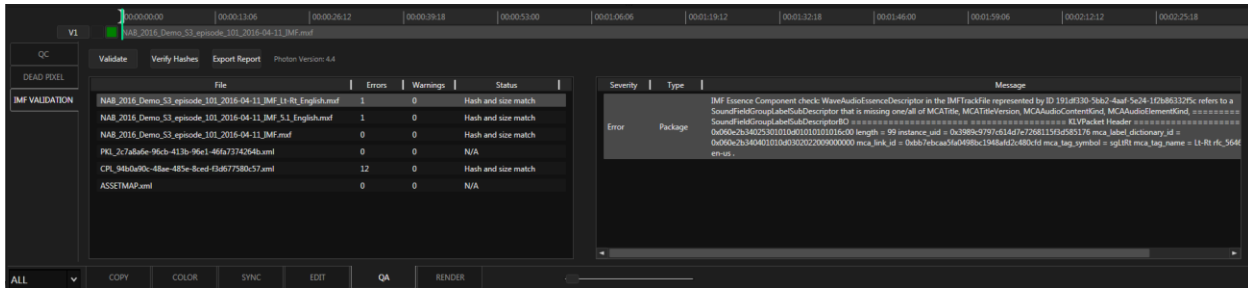 00:00:00:00 00:00:13:06 00:00:26:12 00:00:39:18 00:00:53:00 00:01:06:06 00:01:19:12 00:01:32:18 00:01:46:00 00:01:59:06 00:02:12:12 00:02:25:18
V1 NAB_2016_Demo_S3_episode_101_2016-04-11_IMF.mxf
QC
Validate Verify Hashes Export Report Photon Version: 4.4
DEAD PIXEL
IMF VALIDATION
File Errors Warnings Status
NAB_2016_Demo_S3_episode_101_2016-04-11_IMF_Lt-Rt_English.mxf 1 0 Hash and size match
NAB_2016_Demo_S3_episode_101_2016-04-11_IMF_5.1_English.mxf 1 0 Hash and size match
NAB_2016_Demo_S3_episode_101_2016-04-11_IMF.mxf 0 0 Hash and size match
PKL_2c7a8a6e-96cb-413b-96e1-46fa7374264b.xml 0 0 N/A
CPL_94b0a90c-48ae-485e-8ced-f3d677580c57.xml 12 0 Hash and size match
ASSETMAP.xml 0 0 N/A
Severity Type Message
Error Package
IMF Essence Component check: WaveAudioEssenceDescriptor in the IMFTrackFile represented by ID 191df330-5bb2-4aaf-5e24-1f2b86332f5c refers to a
SoundFieldGroupLabelSubDescriptor that is missing one/all of MCATitle, MCATitleVersion, MCAAudioContentKind, MCAAudioElementKind,
SoundFieldGroupLabelSubDescriptorBO KLVPacket Header
0x060e2b34025301010d01010101016c00 length = 99 instance_uid = 0x3989c9797c614d7e7268115f3d585176 mca_label_dictionary_id =
0x060e2b340401010d0302022009000000 mca_link_id = 0xbb7ebcaa5fa0498bc1948afd2c480cfd mca_tag_symbol = sgLtRt mca_tag_name = Lt-Rt rfc_5646
en-us .
ALL COPY COLOR SYNC EDIT QA RENDER